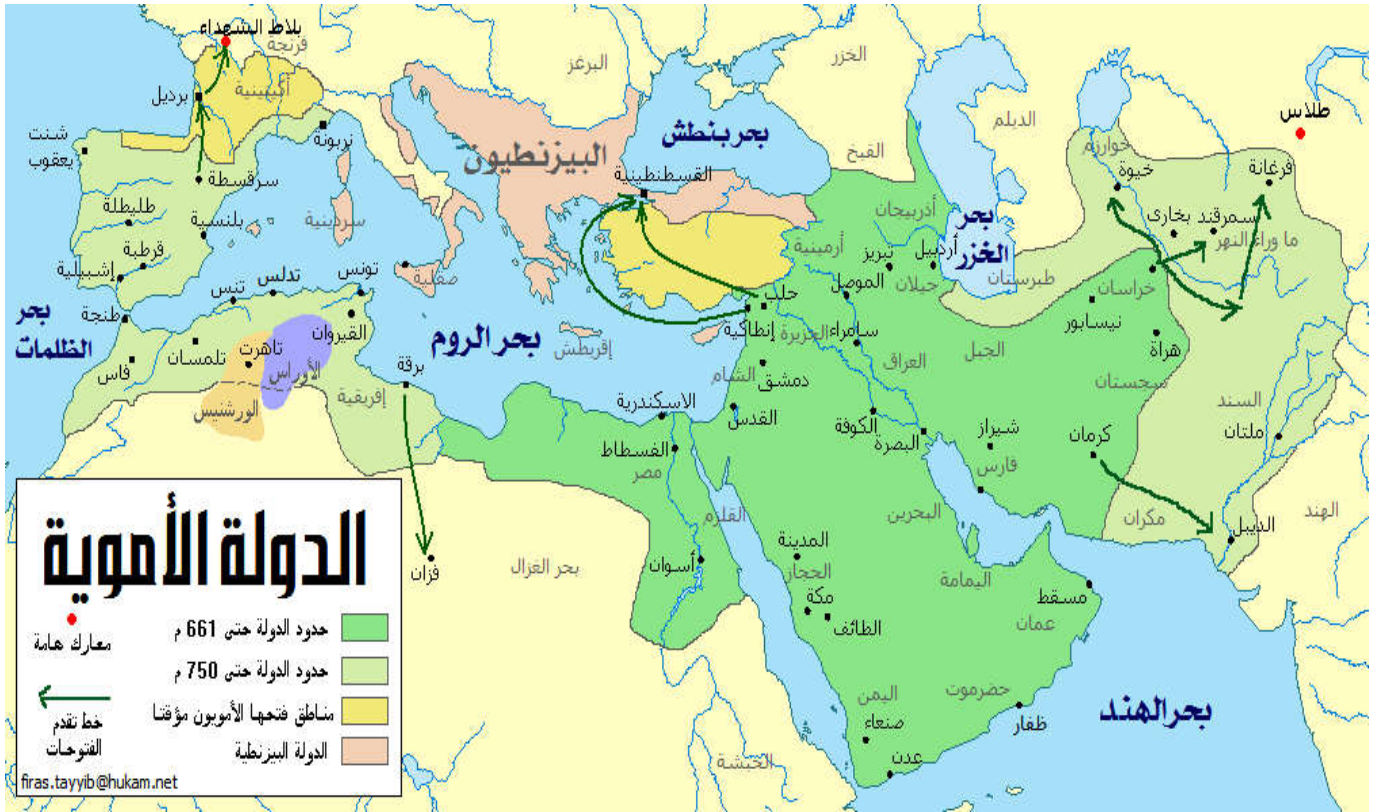 بلاط الشهداء
فرنجة
أكيتينية
برديل
نربونة
شنت
يعقوب
سرقسطة
طليطلة
بلنسية
قرطبة
إشبيلية
طنجة
بحر
الظلمات
فاس
تلمسان
تنس
تدلس
تاهرت
الأوراس
الورشنيس
تونس
القيروان
إفريقية
سردينية
صقلية
البيزنطيون
البرغر
بحر بنطش
القسطنطينية
بحر الروم
إقريطش
برقة
فزان
بحر الغزال
الاسكندرية
الفسطاط
مصر
أسوان
القلزم
الحبشة
الخزر
القبخ
الديلم
بحر
الخزر
أذربيجان
أرمينية
تبريز
أردبيل
جيلان
طبرستان
الموصل
حلب
إنطاكية
الجزيرة
سامراء
العراق
الجبل
الشام
دمشق
القدس
الكوفة
البصرة
شيراز
فارس
كرمان
البحرين
اليمامة
المدينة
الحجاز
مكة
الطائف
مسقط
عمان
حضرموت
ظفار
اليمن
صنعاء
عدن
بحر الهند
خوارزم
خيوة
طلاس
فرغانة
سمرقند
بخارى
ما وراء النهر
خراسان
نيسابور
هراة
سجستان
السند
ملتان
مكران
الديبل
الهند
الدولة الأموية
معارك هامة
خط تقدم
الفتوحات
حدود الدولة حتى 661 م
حدود الدولة حتى 750 م
مناطق فتحها الأمويون مؤقتا
الدولة البيزنطية
firas.tayyib@hukam.net